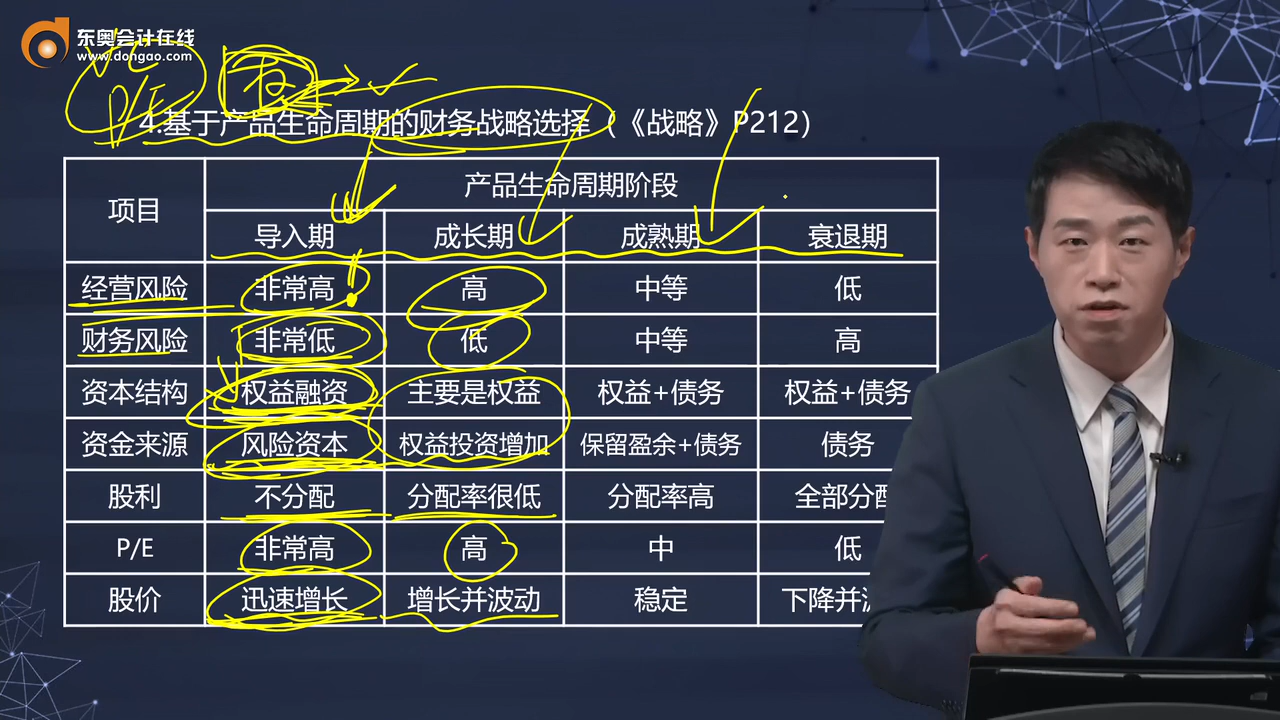 东奥会计在线
www.dongao.com
P/E
4.基于产品生命周期的财务战略选择（《战略》P212）
项目 产品生命周期阶段
导入期 成长期 成熟期 衰退期
经营风险 非常高 高 中等 低
财务风险 非常低 低 中等 高
资本结构 权益融资 主要是权益 权益+债务 权益+债务
资金来源 风险资本 权益投资增加 保留盈余+债务 债务
股利 不分配 分配率很低 分配率高 全部分配
P/E 非常高 高 中 低
股价 迅速增长 增长并波动 稳定 下降并